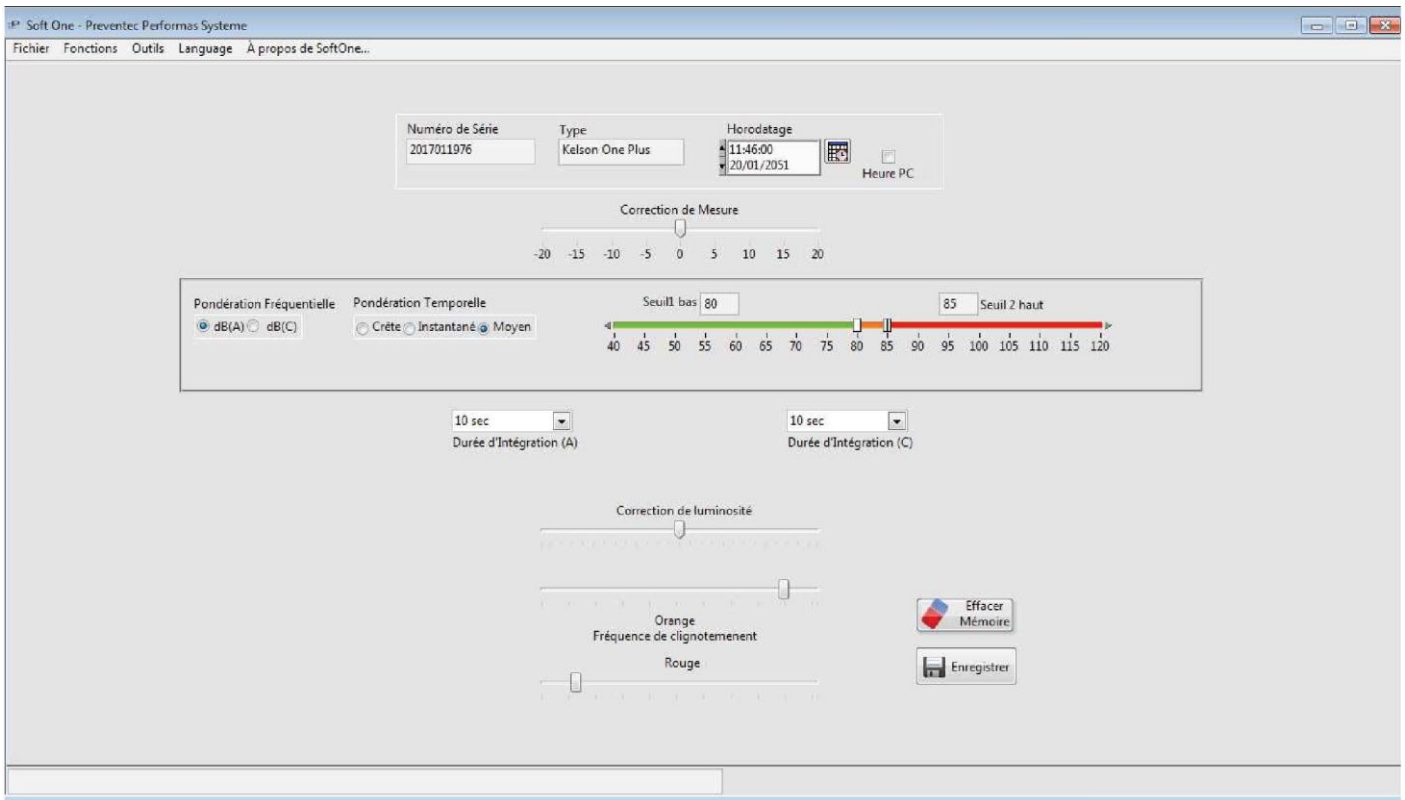 Soft One - Preventec Performas Systeme
Fichier Fonctions Outils Language À propos de SoftOne...
Numéro de Série Type Horodatage
2017011976 Kelson One Plus 11:46:00
20/01/2051
Heure PC
Correction de Mesure
-20 -15 -10 -5 0 5 10 15 20
Pondération Fréquentielle Pondération Temporelle Seuil1 bas 80 85 Seuil 2 haut
dB(A) dB(C) Crête Instantané Moyen
40 45 50 55 60 65 70 75 80 85 90 95 100 105 110 115 120
10 sec 10 sec
Durée d'Intégration (A) Durée d'Intégration (C)
Correction de luminosité
Orange
Fréquence de clignotemenent
Rouge
Effacer
Mémoire
Enregistrer